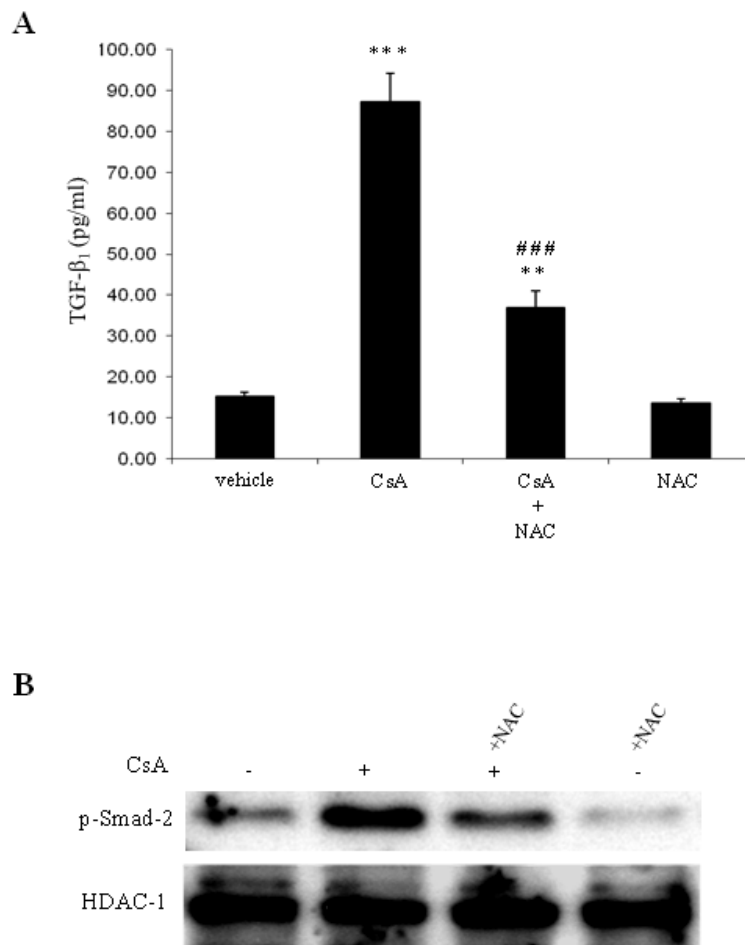 A
100.00
90.00
80.00
70.00
60.00
50.00
40.00
30.00
20.00
10.00
0.00
TGF-β₁ (pg/ml)
***
###
**
vehicle
CsA
CsA
+
NAC
NAC
B
+NAC +NAC
CsA - + + -
p-Smad-2
HDAC-1